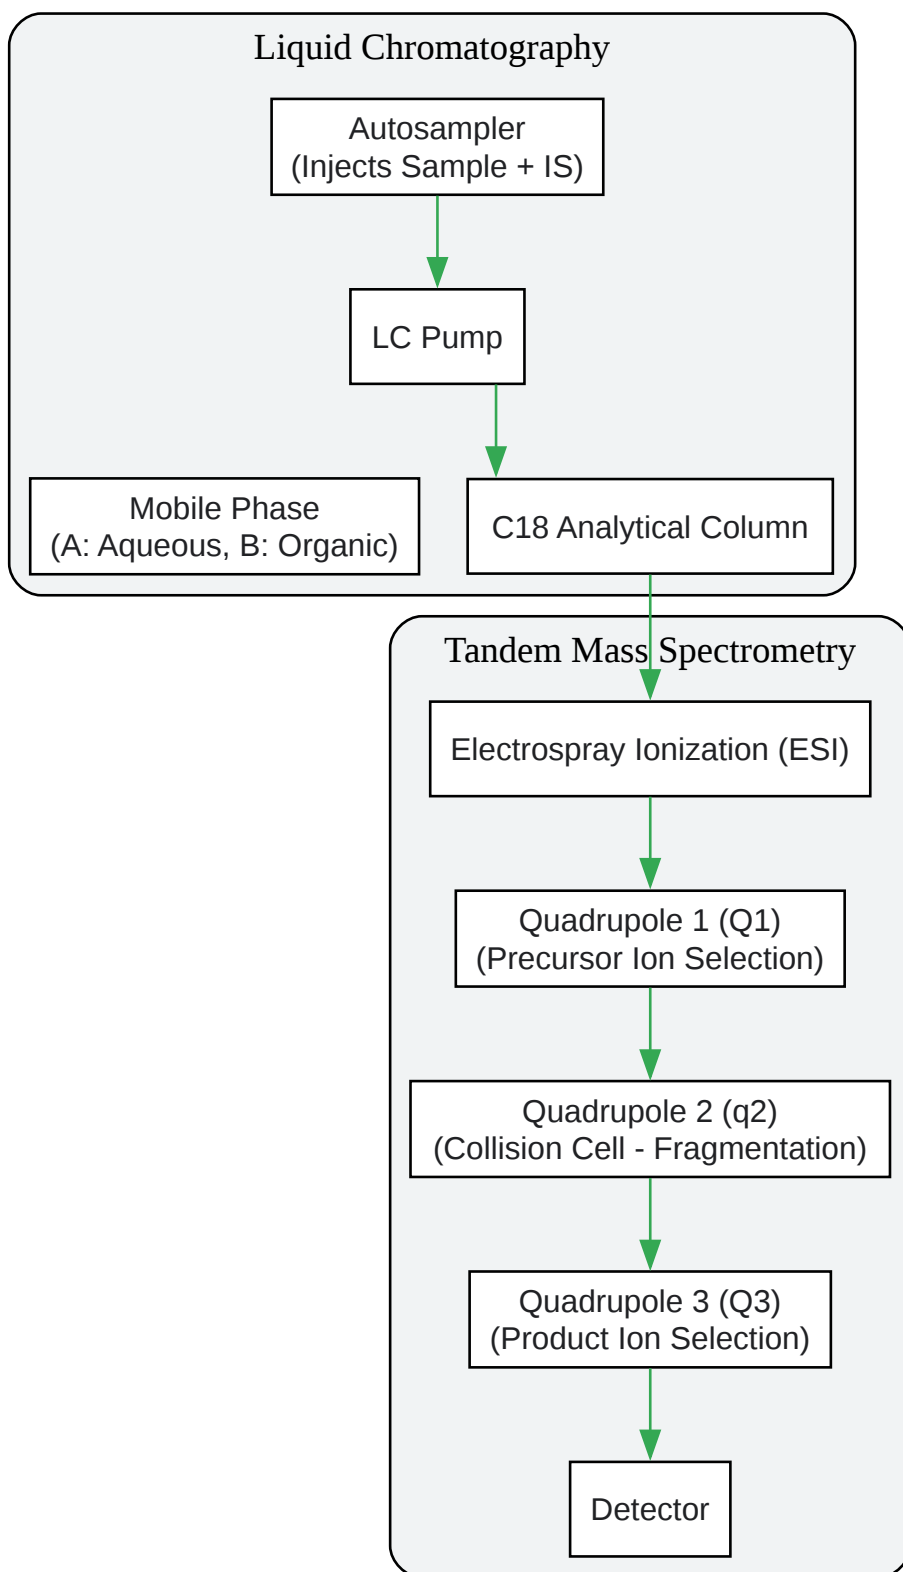 Liquid Chromatography
Autosampler
(Injects Sample + IS)
LC Pump
Mobile Phase
(A: Aqueous, B: Organic)
C18 Analytical Column
Tandem Mass Spectrometry
Electrospray Ionization (ESI)
Quadrupole 1 (Q1)
(Precursor Ion Selection)
Quadrupole 2 (q2)
(Collision Cell - Fragmentation)
Quadrupole 3 (Q3)
(Product Ion Selection)
Detector